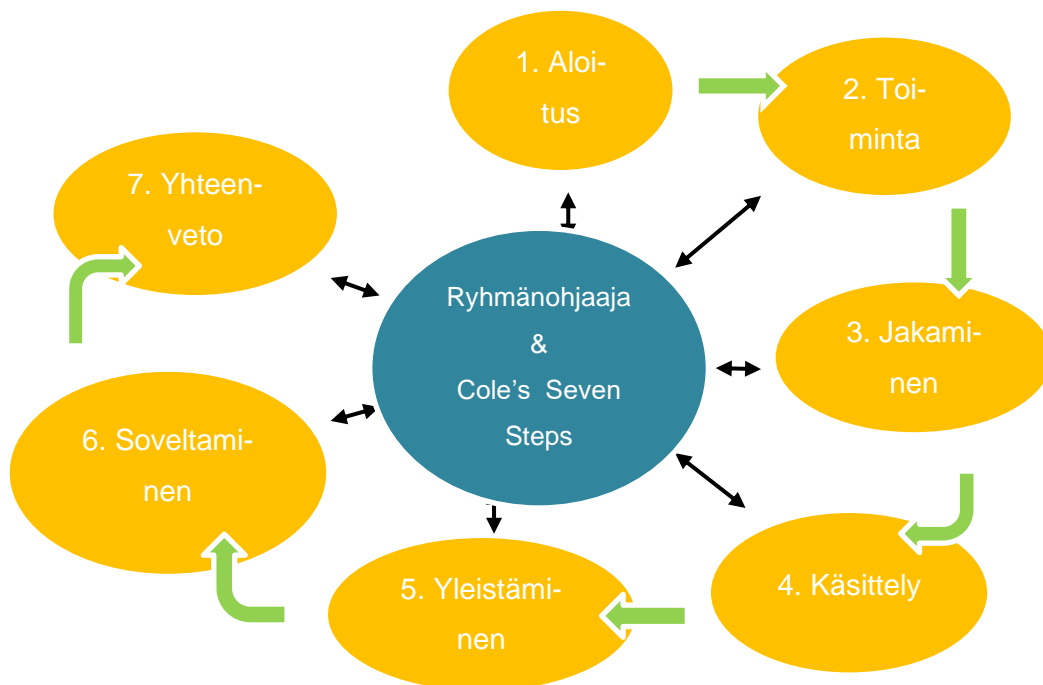 1. Aloi-
tus
2. Toi-
minta
3. Jakami-
nen
4. Käsittely
5. Yleistämi-
nen
6. Soveltami-
nen
7. Yhteen-
veto
Ryhmänohjaaja
&
Cole's Seven
Steps